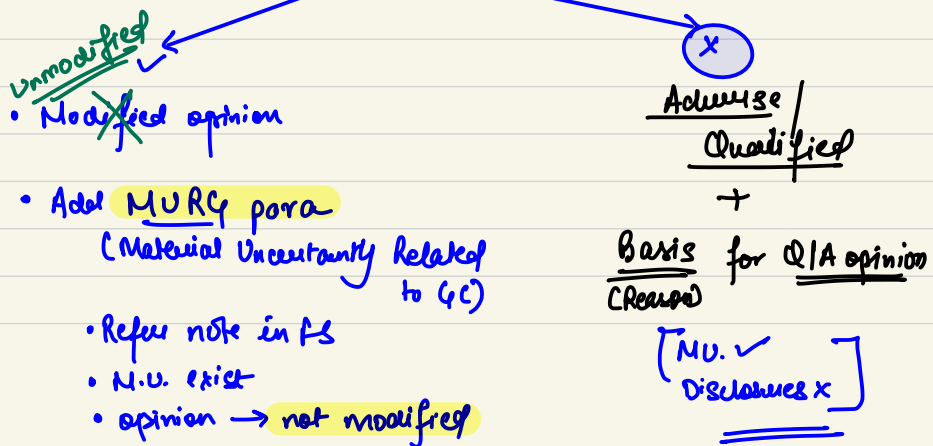 Unmodified ✓
• Modified opinion
• Add MURG para
(Material Uncertainty Related
to GC)
• Refer note in FS
• M.U. exist
• opinion → not modified
x
Adverse /
Qualified
+
Basis for Q/A opinion
(Reason)
[MU. ✓
Disclosures x]